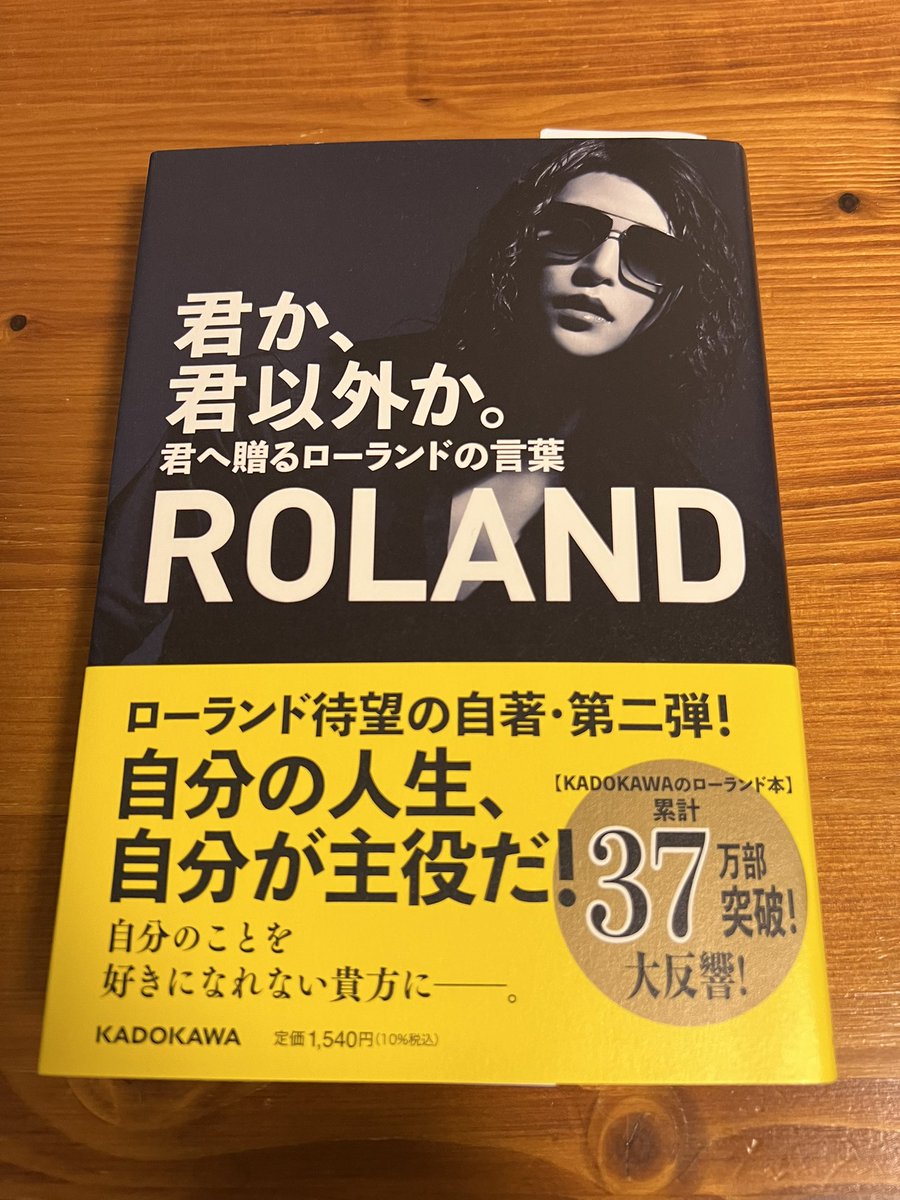 君か、
君以外か。
君へ贈るローランドの言葉
ROLAND
ローランド待望の自著・第二弾!
自分の人生、
自分が主役だ!
自分のことを
好きになれない貴方に――。
【KADOKAWAのローランド本】
累計
37万部
突破!
大反響!
KADOKAWA
定価1,540円(10%税込)